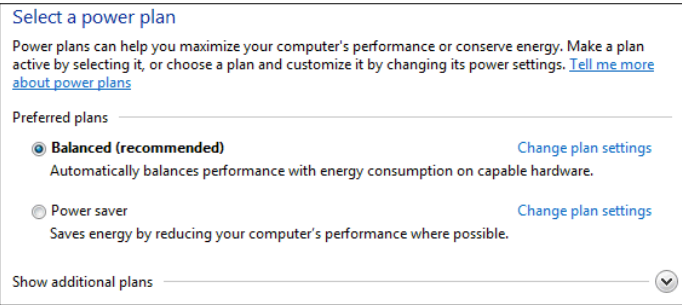 Select a power plan
Power plans can help you maximize your computer's performance or conserve energy. Make a plan
active by selecting it, or choose a plan and customize it by changing its power settings. Tell me more
about power plans
Preferred plans
Balanced (recommended) Change plan settings
Automatically balances performance with energy consumption on capable hardware.
Power saver Change plan settings
Saves energy by reducing your computer's performance where possible.
Show additional plans